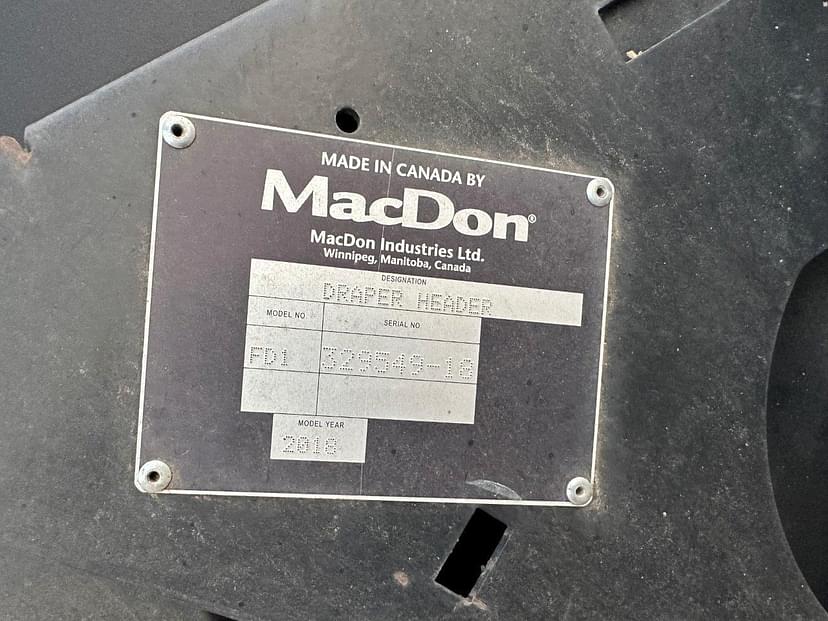 MADE IN CANADA BY
MacDon®
MacDon Industries Ltd.
Winnipeg, Manitoba, Canada
DESIGNATION
DRAPER HEADER
MODEL NO SERIAL NO
FD1 329549-18
MODEL YEAR
2018